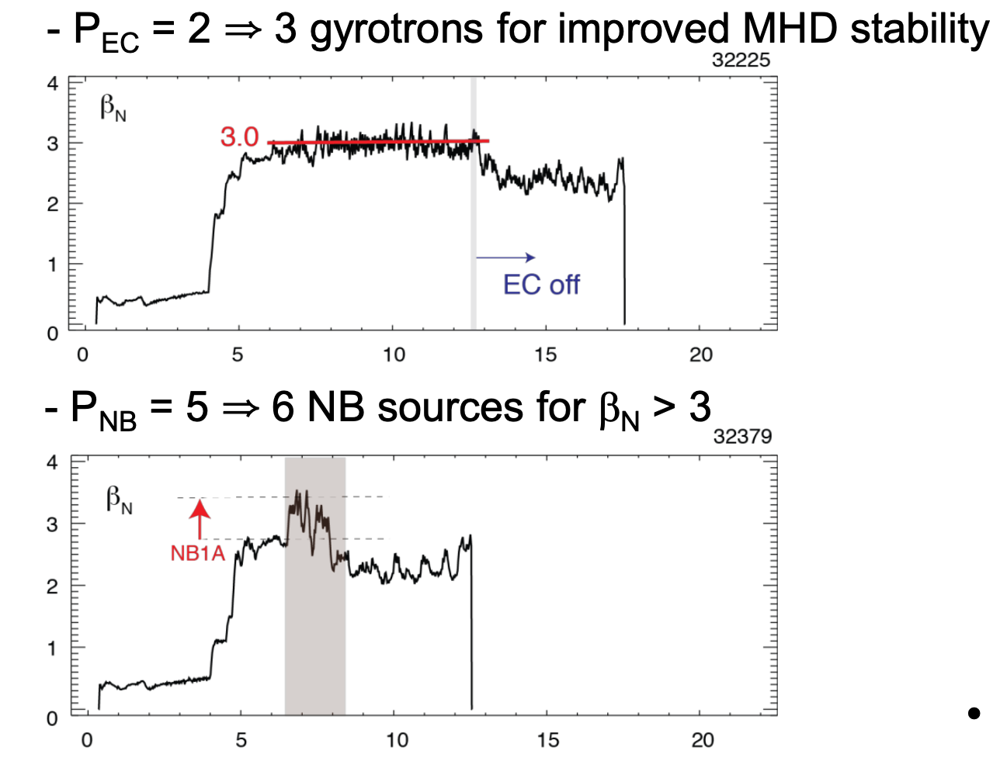 - P_EC = 2 ⇒ 3 gyrotrons for improved MHD stability
32225
4
β_N
3.0
3
2
1
EC off
0
0 5 10 15 20
- P_NB = 5 ⇒ 6 NB sources for β_N > 3
32379
4
β_N
3
NB1A
2
1
0
•
0 5 10 15 20